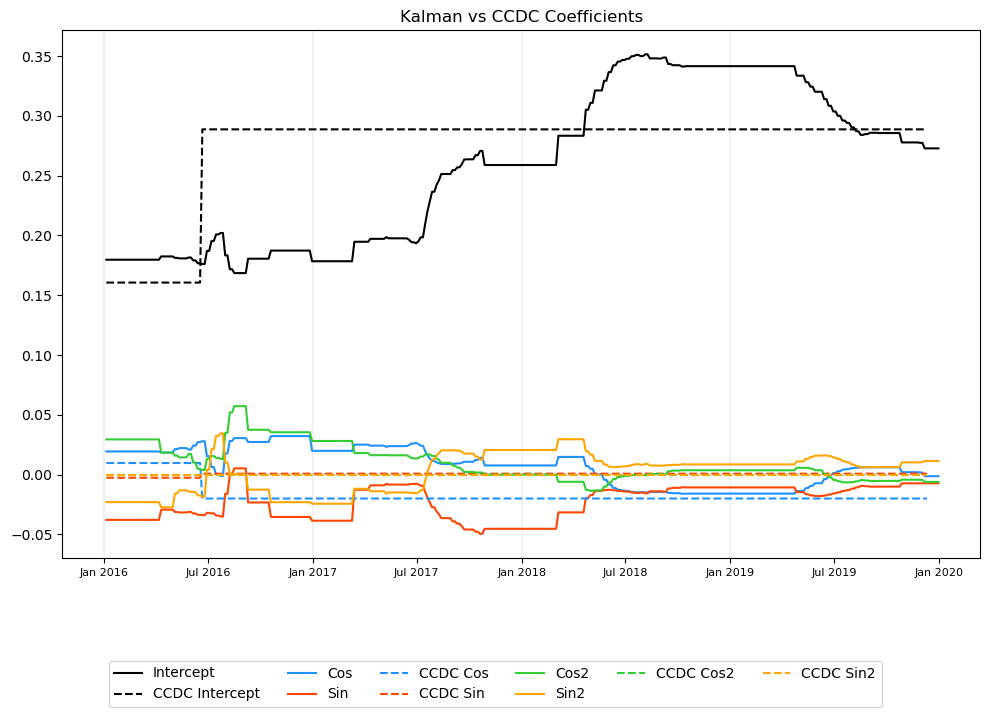 Kalman vs CCDC Coefficients
0.35
0.30
0.25
0.20
0.15
0.10
0.05
0.00
−0.05
Jan 2016 Jul 2016 Jan 2017 Jul 2017 Jan 2018 Jul 2018 Jan 2019 Jul 2019 Jan 2020
Intercept Cos CCDC Cos Cos2 CCDC Cos2 CCDC Sin2
CCDC Intercept Sin CCDC Sin Sin2